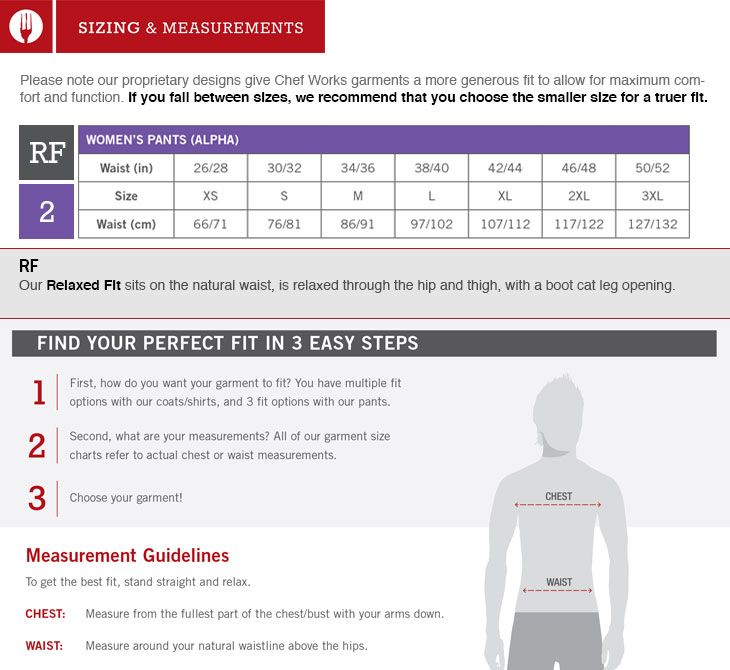 SIZING & MEASUREMENTS
Please note our proprietary designs give Chef Works garments a more generous fit to allow for maximum com-
fort and function. If you fall between sizes, we recommend that you choose the smaller size for a truer fit.
RF
2
WOMEN'S PANTS (ALPHA)
Waist (in) 26/28 30/32 34/36 38/40 42/44 46/48 50/52
Size XS S M L XL 2XL 3XL
Waist (cm) 66/71 76/81 86/91 97/102 107/112 117/122 127/132
RF
Our Relaxed Fit sits on the natural waist, is relaxed through the hip and thigh, with a boot cat leg opening.
FIND YOUR PERFECT FIT IN 3 EASY STEPS
1 First, how do you want your garment to fit? You have multiple fit
options with our coats/shirts, and 3 fit options with our pants.
2 Second, what are your measurements? All of our garment size
charts refer to actual chest or waist measurements.
3 Choose your garment!
CHEST
WAIST
Measurement Guidelines
To get the best fit, stand straight and relax.
CHEST: Measure from the fullest part of the chest/bust with your arms down.
WAIST: Measure around your natural waistline above the hips.